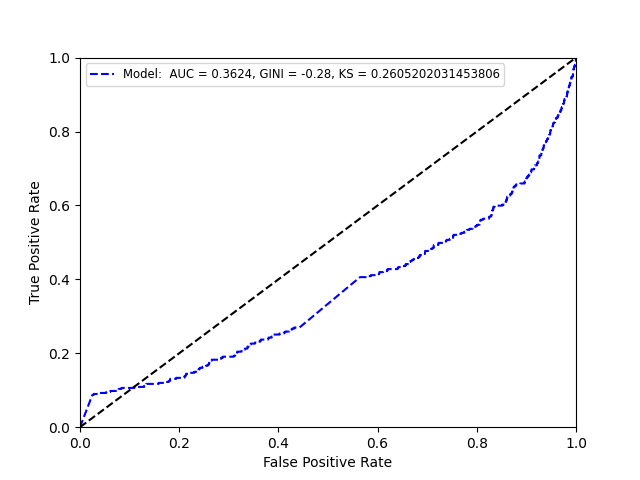 Model:  AUC = 0.3624, GINI = -0.28, KS = 0.2605202031453806
1.0
0.8
0.6
0.4
0.2
0.0
True Positive Rate
0.0 0.2 0.4 0.6 0.8 1.0
False Positive Rate